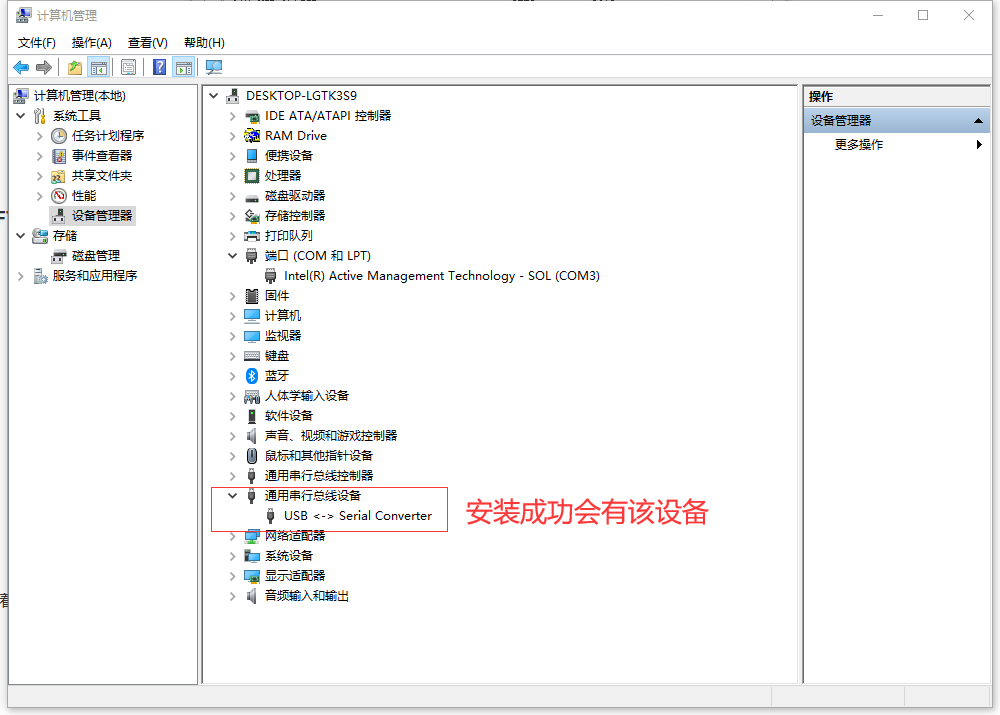 计算机管理
文件(F) 操作(A) 查看(V) 帮助(H)
计算机管理(本地)
系统工具
任务计划程序
事件查看器
共享文件夹
性能
设备管理器
存储
磁盘管理
服务和应用程序
DESKTOP-LGTK3S9
IDE ATA/ATAPI 控制器
RAM Drive
便携设备
处理器
磁盘驱动器
存储控制器
打印队列
端口 (COM 和 LPT)
Intel(R) Active Management Technology - SOL (COM3)
固件
计算机
监视器
键盘
蓝牙
人体学输入设备
软件设备
声音、视频和游戏控制器
鼠标和其他指针设备
通用串行总线控制器
通用串行总线设备
USB <-> Serial Converter
安装成功会有该设备
网络适配器
系统设备
显示适配器
音频输入和输出
操作
设备管理器
更多操作